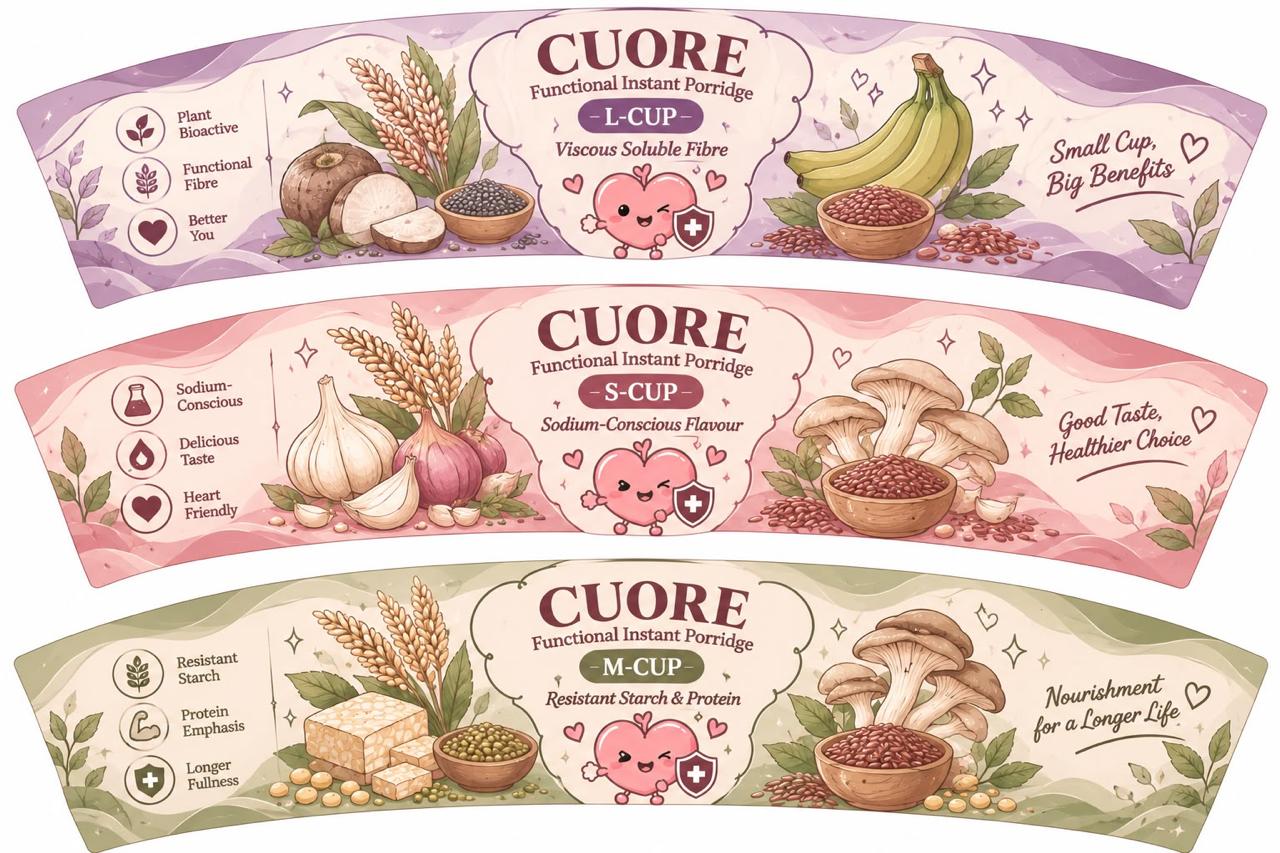 Plant
Bioactive
Functional
Fibre
Better
You
CUORE
Functional Instant Porridge
L-CUP
Viscous Soluble Fibre
Small Cup,
Big Benefits
Sodium-
Conscious
Delicious
Taste
Heart
Friendly
CUORE
Functional Instant Porridge
S-CUP
Sodium-Conscious Flavour
Good Taste,
Healthier Choice
Resistant
Starch
Protein
Emphasis
Longer
Fullness
CUORE
Functional Instant Porridge
M-CUP
Resistant Starch & Protein
Nourishment
for a Longer Life